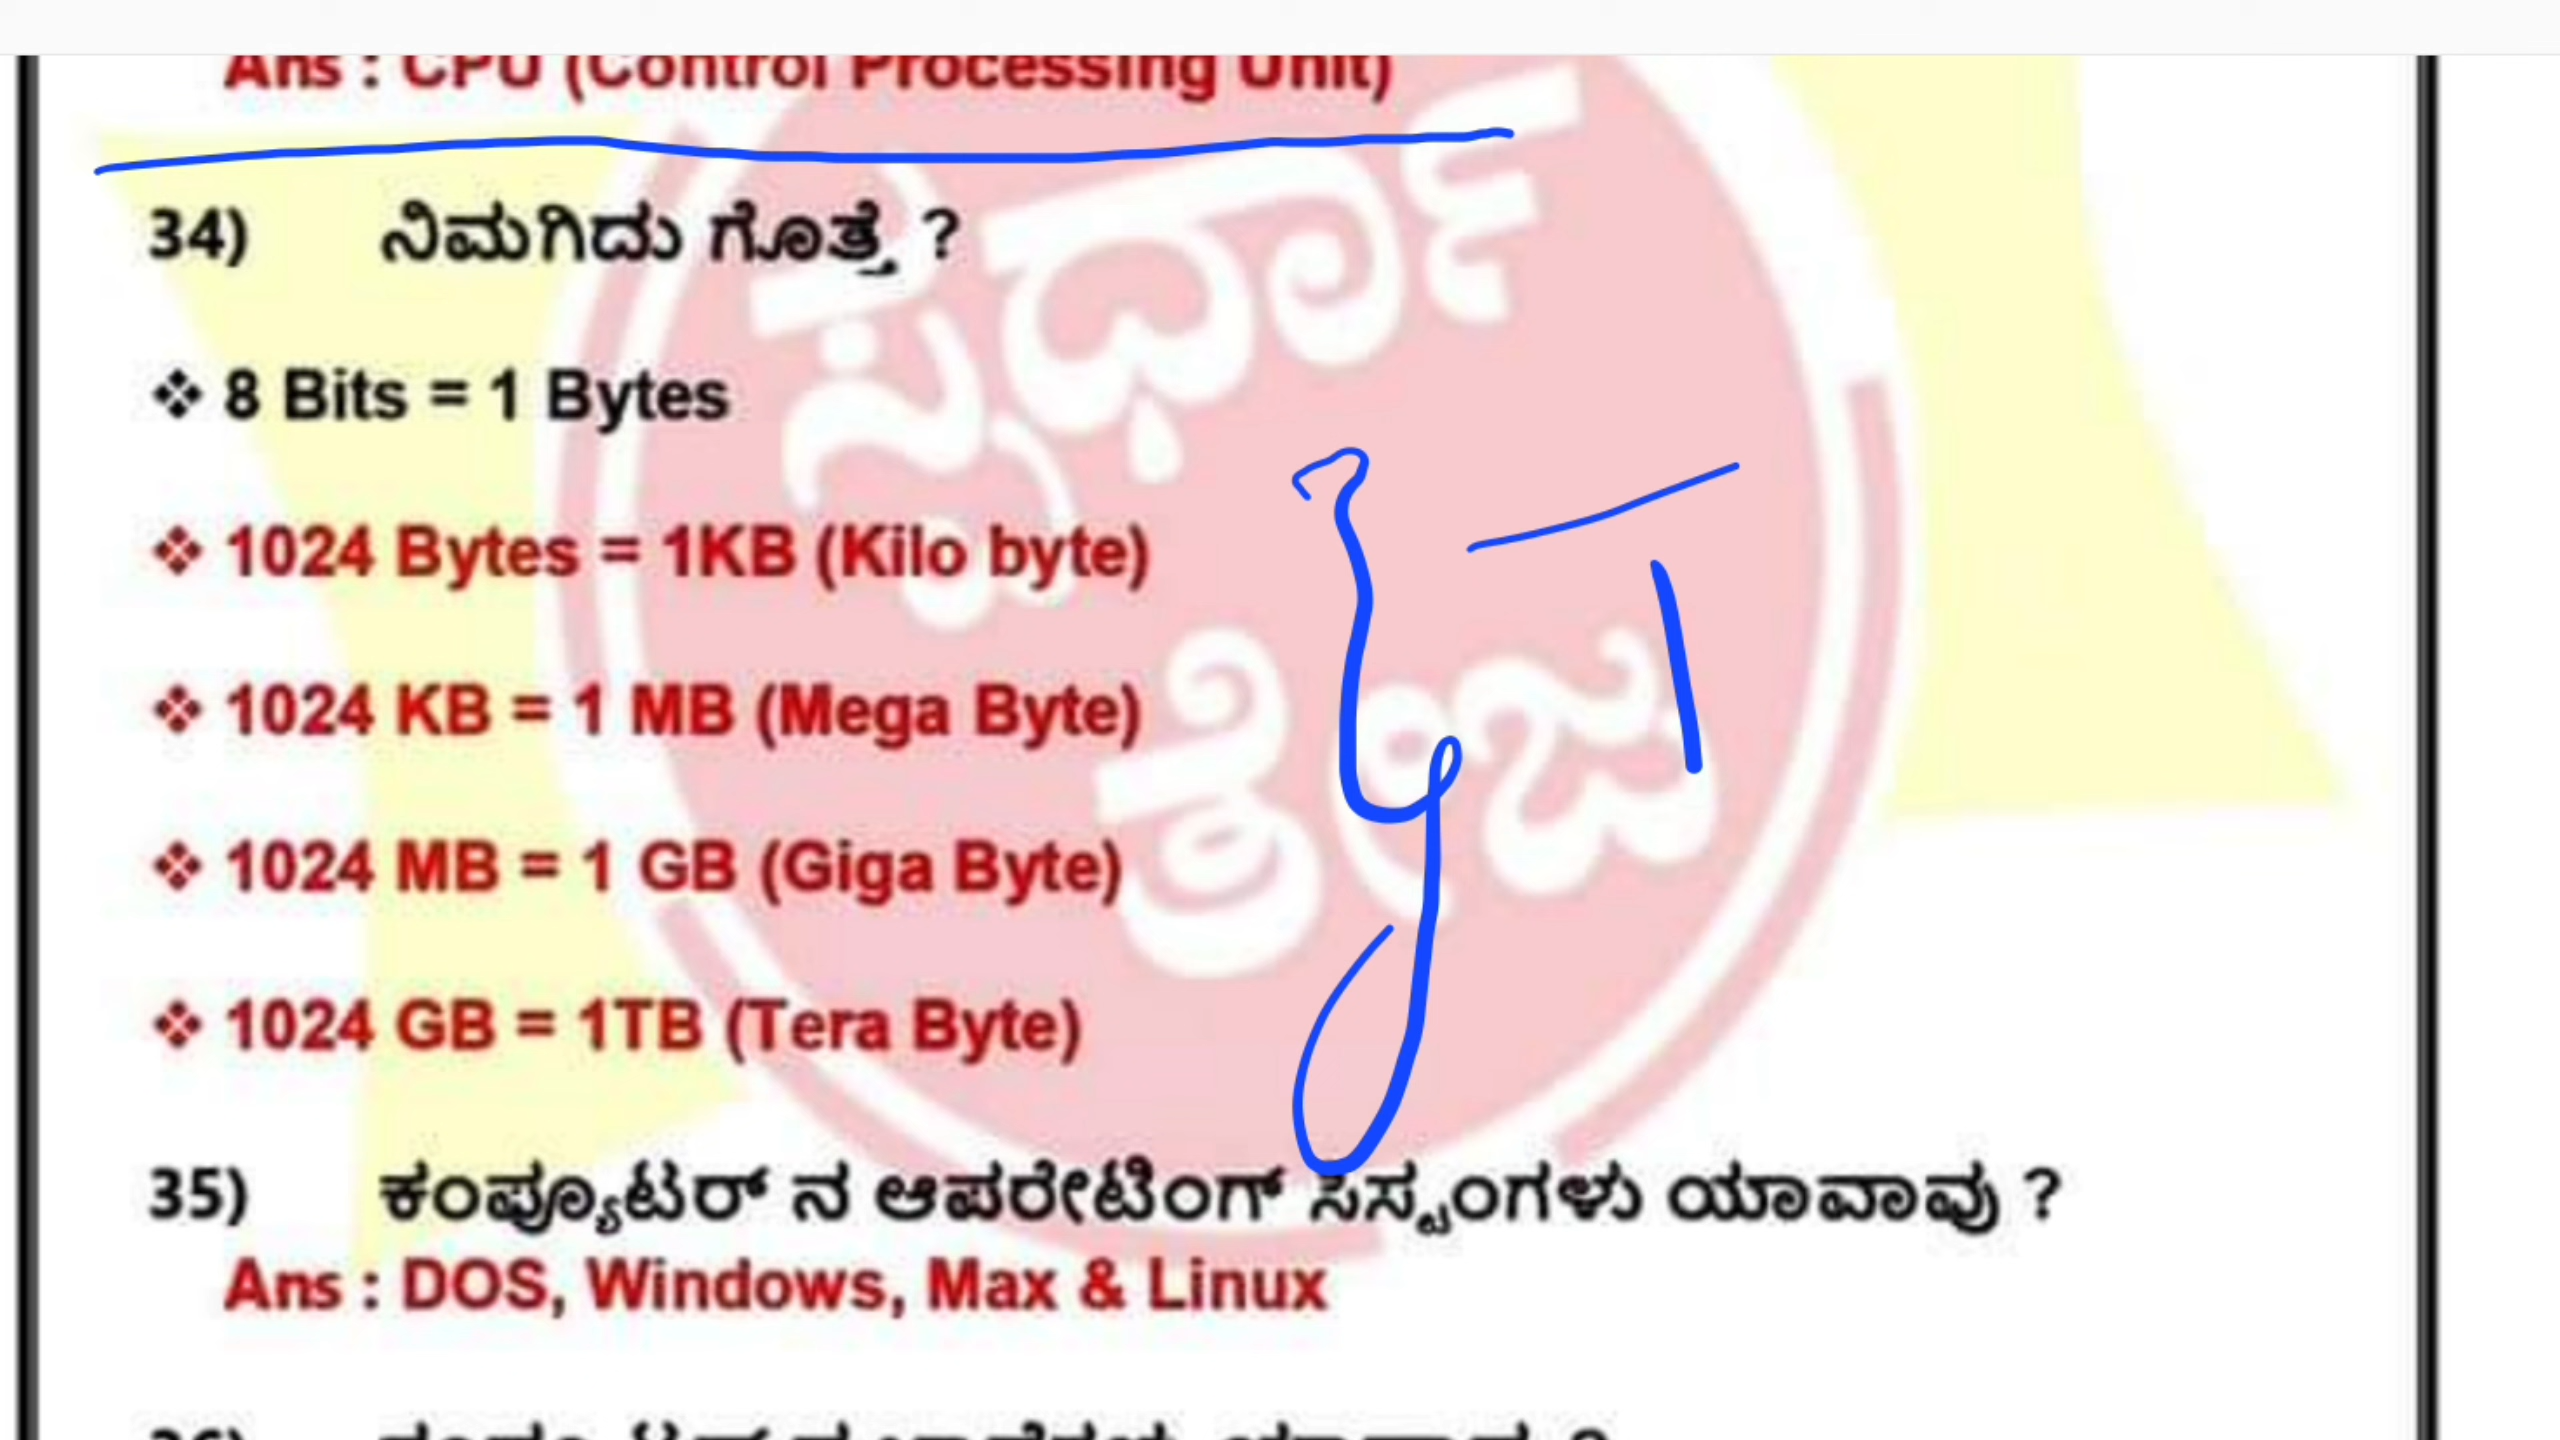 Ans : CPU (Control Processing Unit)
34) ನಿಮಗಿದು ಗೊತ್ತೆ ?
❖ 8 Bits = 1 Bytes
❖ 1024 Bytes = 1KB (Kilo byte)
❖ 1024 KB = 1 MB (Mega Byte)
❖ 1024 MB = 1 GB (Giga Byte)
❖ 1024 GB = 1TB (Tera Byte)
35) ಕಂಪ್ಯೂಟರ್ ನ ಆಪರೇಟಿಂಗ್ ಸಿಸ್ಟಂಗಳು ಯಾವಾವು ?
Ans : DOS, Windows, Max & Linux